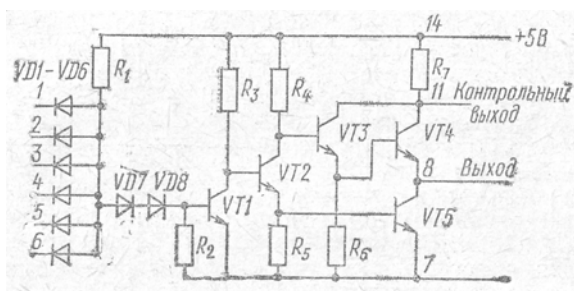 14
+5В
VD1-VD6
R1
R3
R4
R7
1
11
Контрольный
выход
2
VT3
VT4
3
VT2
4
VD7
VD8
8
Выход
VT1
VT5
5
R2
R5
R6
7
6